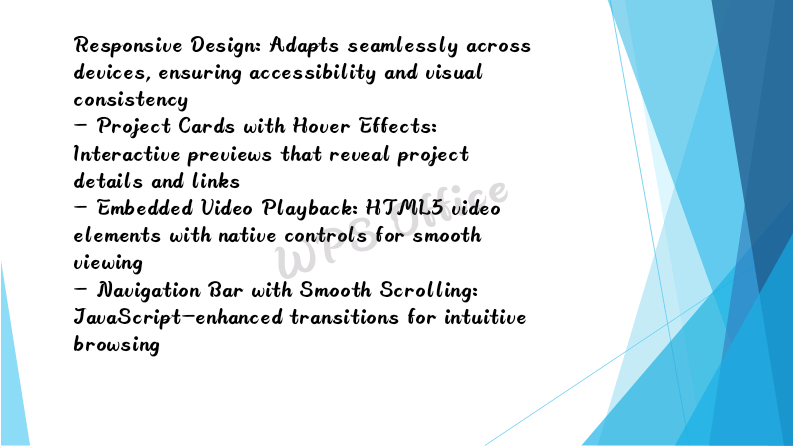 Responsive Design: Adapts seamlessly across
devices, ensuring accessibility and visual
consistency
- Project Cards with Hover Effects:
Interactive previews that reveal project
details and links
- Embedded Video Playback: HTML5 video
elements with native controls for smooth
viewing
- Navigation Bar with Smooth Scrolling:
JavaScript-enhanced transitions for intuitive
browsing
WPS Office